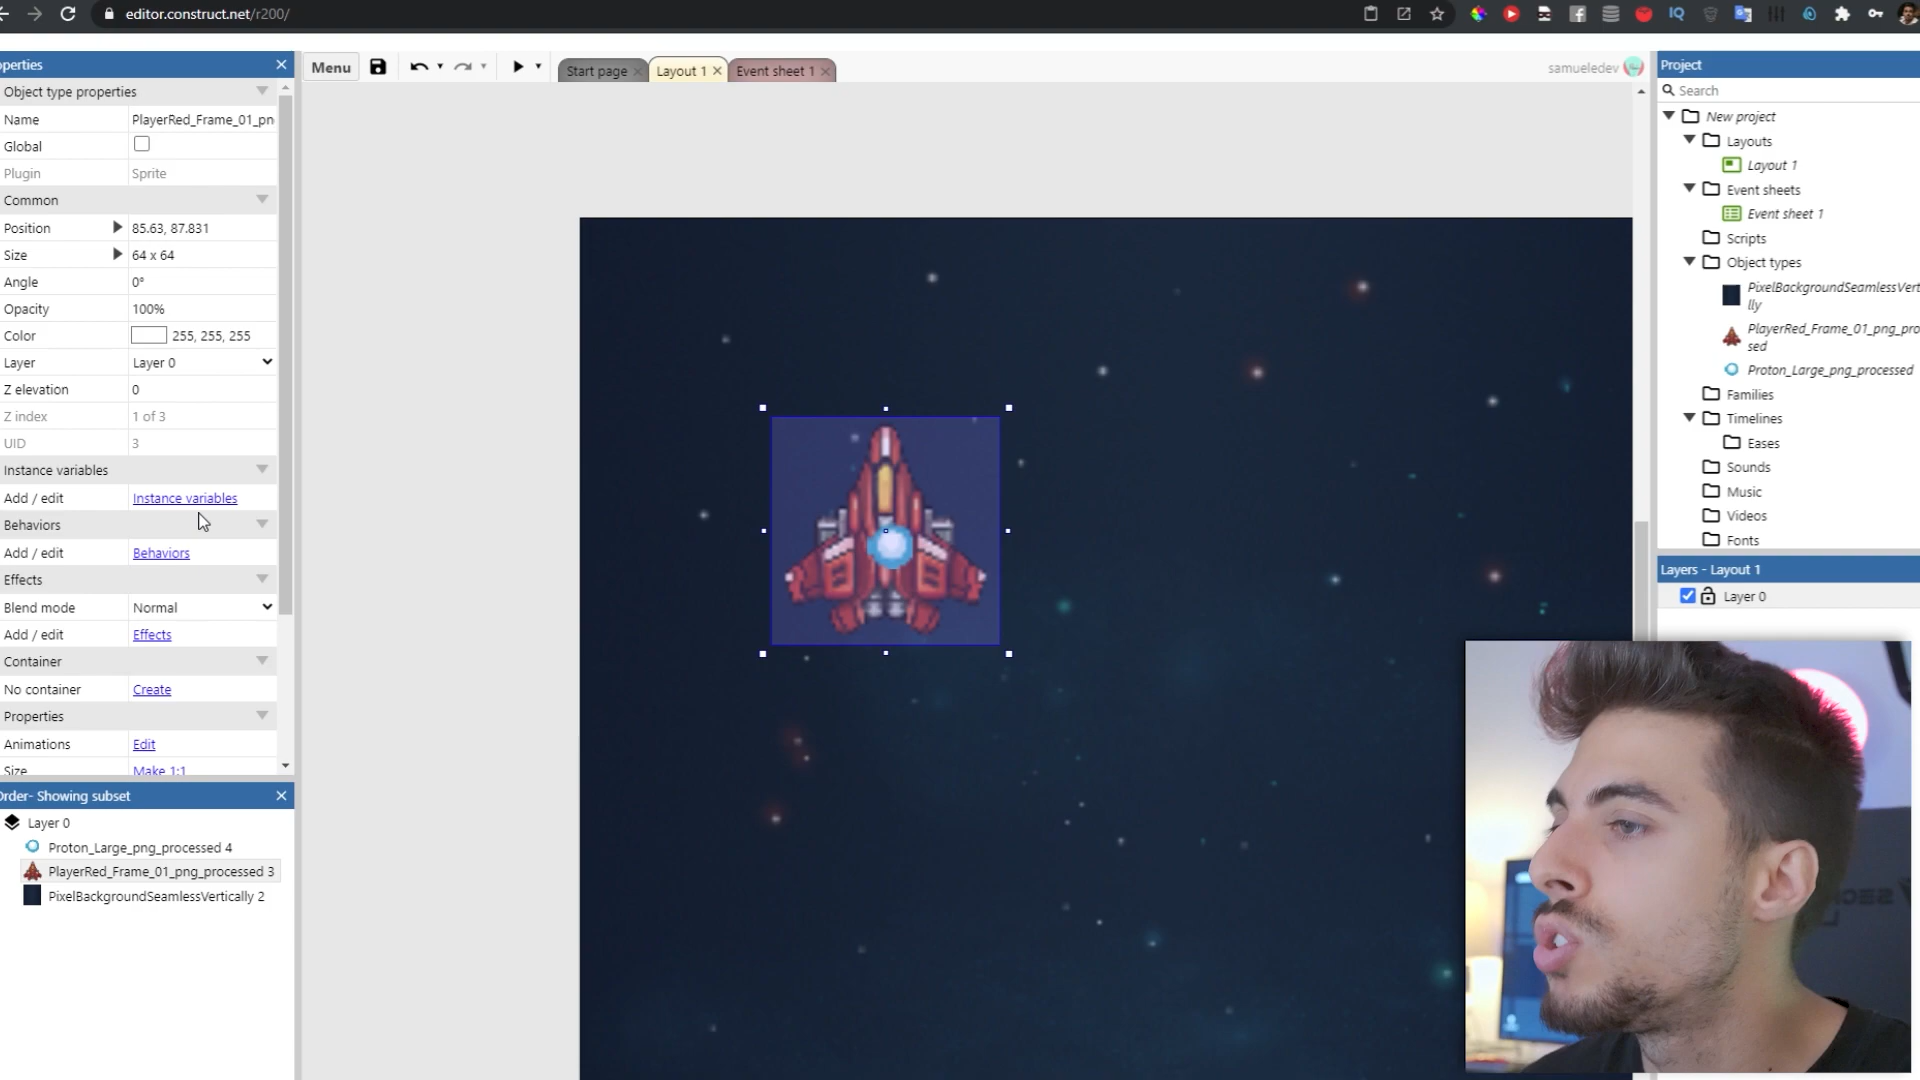 editor.construct.net/r200/
operties
Object type properties
Name PlayerRed_Frame_01_pn
Global
Plugin Sprite
Common
Position 85.63, 87.831
Size 64 x 64
Angle 0°
Opacity 100%
Color 255, 255, 255
Layer Layer 0
Z elevation 0
Z index 1 of 3
UID 3
Instance variables
Add / edit Instance variables
Behaviors
Add / edit Behaviors
Effects
Blend mode Normal
Add / edit Effects
Container
No container Create
Properties
Animations Edit
Size Make 1:1
Order- Showing subset
Layer 0
Proton_Large_png_processed 4
PlayerRed_Frame_01_png_processed 3
PixelBackgroundSeamlessVertically 2
Menu
Start page
Layout 1
Event sheet 1
samueledev
Project
Search
New project
Layouts
Layout 1
Event sheets
Event sheet 1
Scripts
Object types
PixelBackgroundSeamlessVert
lly
PlayerRed_Frame_01_png_pro
sed
Proton_Large_png_processed
Families
Timelines
Eases
Sounds
Music
Videos
Fonts
Layers - Layout 1
Layer 0